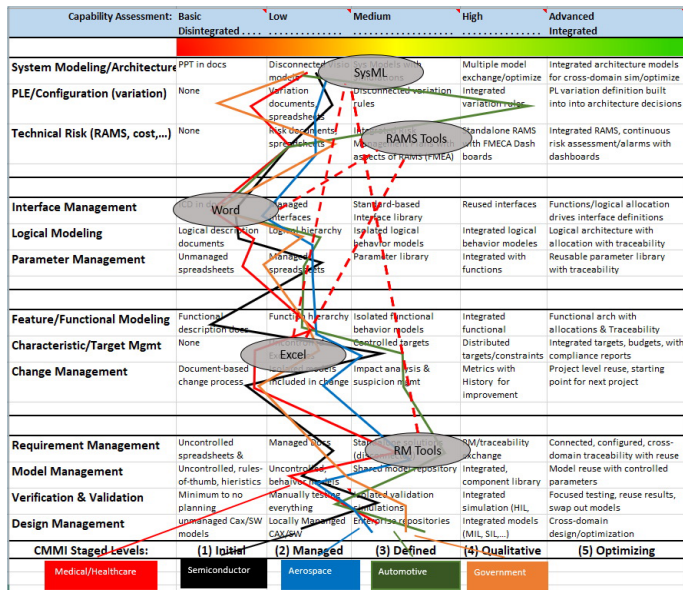 Capability Assessment: Basic Low Medium High Advanced
Disintegrated . . . . Integrated
System Modeling/Architecture PPT in docs Disconnected Visio Sys Models with Multiple model Integrated architecture models
models exchange/optimize for cross-domain sim/optimize
SysML
PLE/Configuration (variation) None Variation Disconnected variation Integrated PL variation definition built
documents rules variation rules into into architecture decisions
spreadsheets
Technical Risk (RAMS, cost,...) None Risk documents Integrated Risk Standalone RAMS Integrated RAMS, continuous
spreadsheets with FMECA Dash risk assessment/alarms with
aspects of RAMS (FMEA) boards dashboards
RAMS Tools
Interface Management Managed Standard-based Reused interfaces Functions/logical allocation
interfaces Interface library drives interface definitions
Word
Logical Modeling Logical description Logical hierarchy Isolated logical Integrated logical Logical architecture with
documents behavior models behavior modeles allocation with traceability
Parameter Management Unmanaged Managed Parameter library Integrated with Reusable parameter library
spreadsheets spreadsheets functions with traceability
Feature/Functional Modeling Functional Function hierarchy Isolated functional Integrated Functional arch with
description docs behavior models functional allocations & Traceability
Characteristic/Target Mgmt None Controlled targets Distributed Integrated targets, budgets, with
targets/constraints compliance reports
Excel
Change Management Document-based Isolated models Impact analysis & Metrics with Project level reuse, starting
change process included in change suspicion mgmt History for point for next project
improvement
Requirement Management Uncontrolled Managed Docs Standalone solutions RM/traceability Connected, configured, cross-
spreadsheets & exchange domain traceability with reuse
RM Tools
Model Management Uncontrolled, rules- Uncontrolled, Shared model repository Integrated, Model reuse with controlled
of-thumb, hieristics behavior models component library parameters
Verification & Validation Minimum to no Manually testing Isolated validation Integrated Focused testing, reuse results,
planning everything simulations simulation (HIL, swap out models
Design Management unmanaged Cax/SW Locally Mananged Enterprise repositories Integrated models Cross-domain
models CAX/SW (MIL, SIL,...) design/optimization
CMMI Staged Levels: (1) Initial (2) Managed (3) Defined (4) Qualitative (5) Optimizing
Medical/Healthcare Semiconductor Aerospace Automotive Government